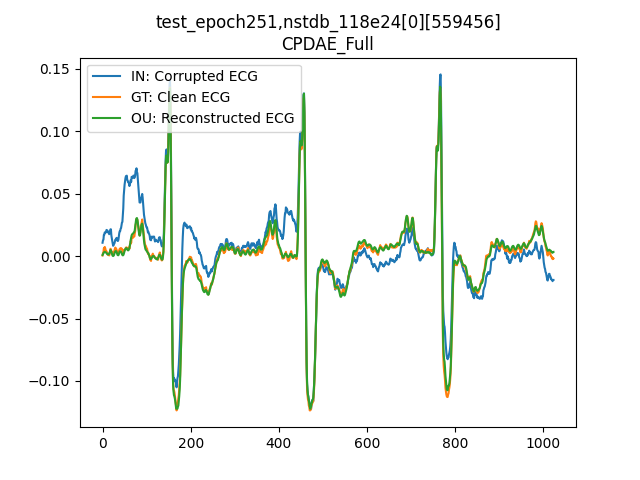 test_epoch251,nstdb_118e24[0][559456]
CPDAE_Full
IN: Corrupted ECG
GT: Clean ECG
OU: Reconstructed ECG
0.15
0.10
0.05
0.00
−0.05
−0.10
0 200 400 600 800 1000